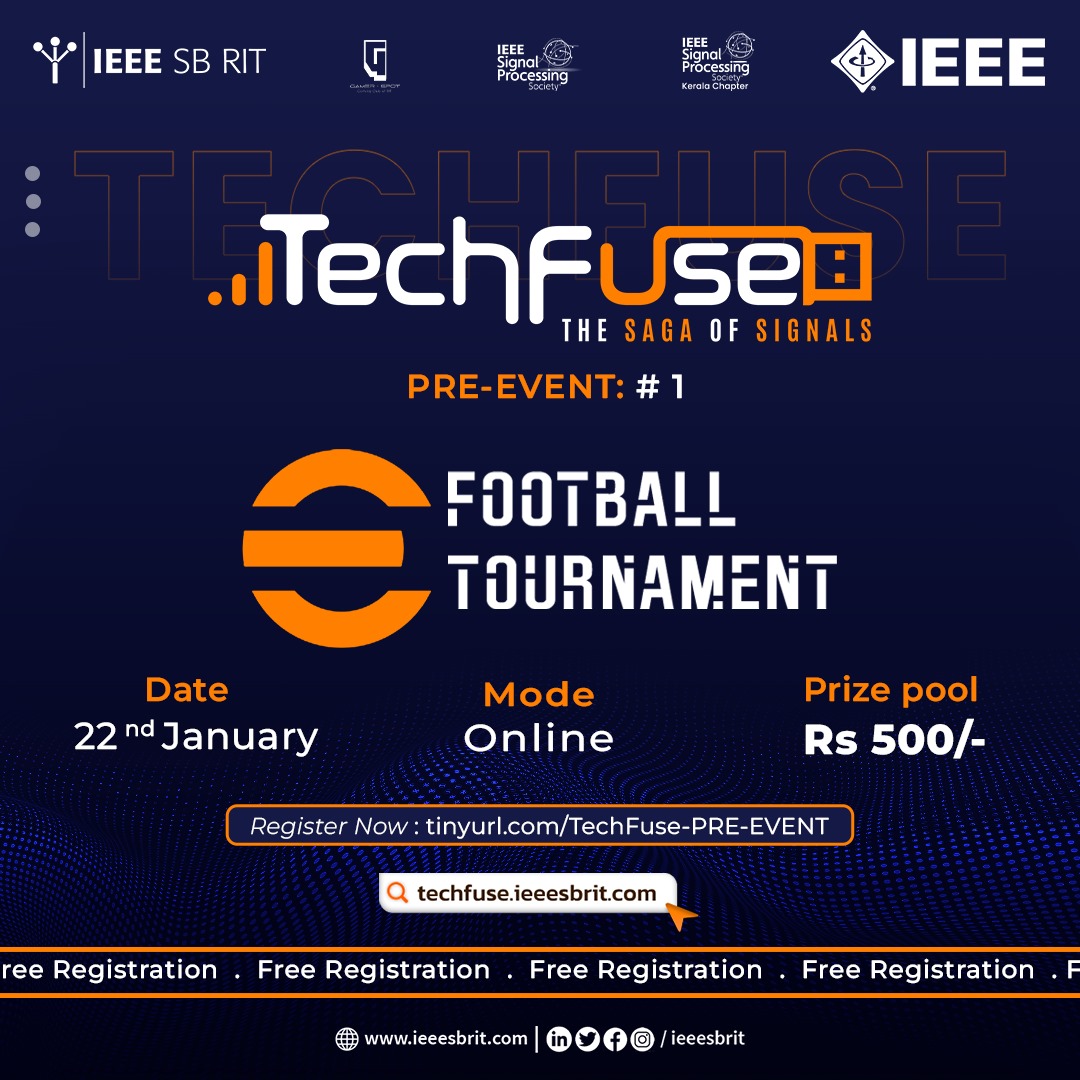 IEEE SB RIT
GAMER SPOT
IEEE
Signal
Processing
Society
IEEE
Signal
Processing
Society
Kerala Chapter
IEEE
TECHFUSE
TechFuse
THE SAGA OF SIGNALS
PRE-EVENT: # 1
FOOTBALL
TOURNAMENT
Date
22nd January
Mode
Online
Prize pool
Rs 500/-
Register Now : tinyurl.com/TechFuse-PRE-EVENT
techfuse.ieeesbrit.com
ree Registration . Free Registration . Free Registration . Free Registration . F
www.ieeesbrit.com | in / ieeesbrit